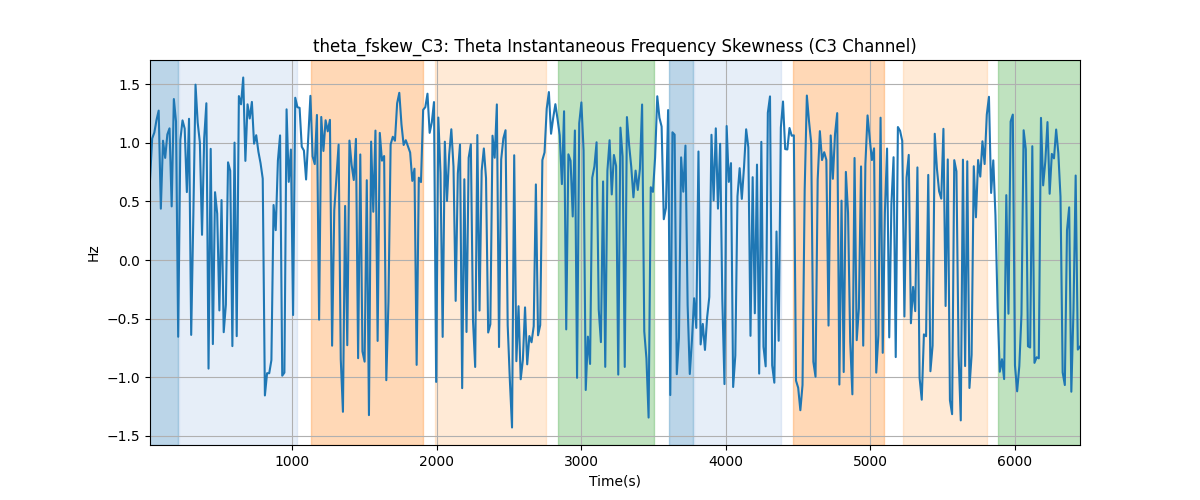 theta_fskew_C3: Theta Instantaneous Frequency Skewness (C3 Channel)
1.5
1.0
0.5
0.0
−0.5
−1.0
−1.5
Hz
1000 2000 3000 4000 5000 6000
Time(s)